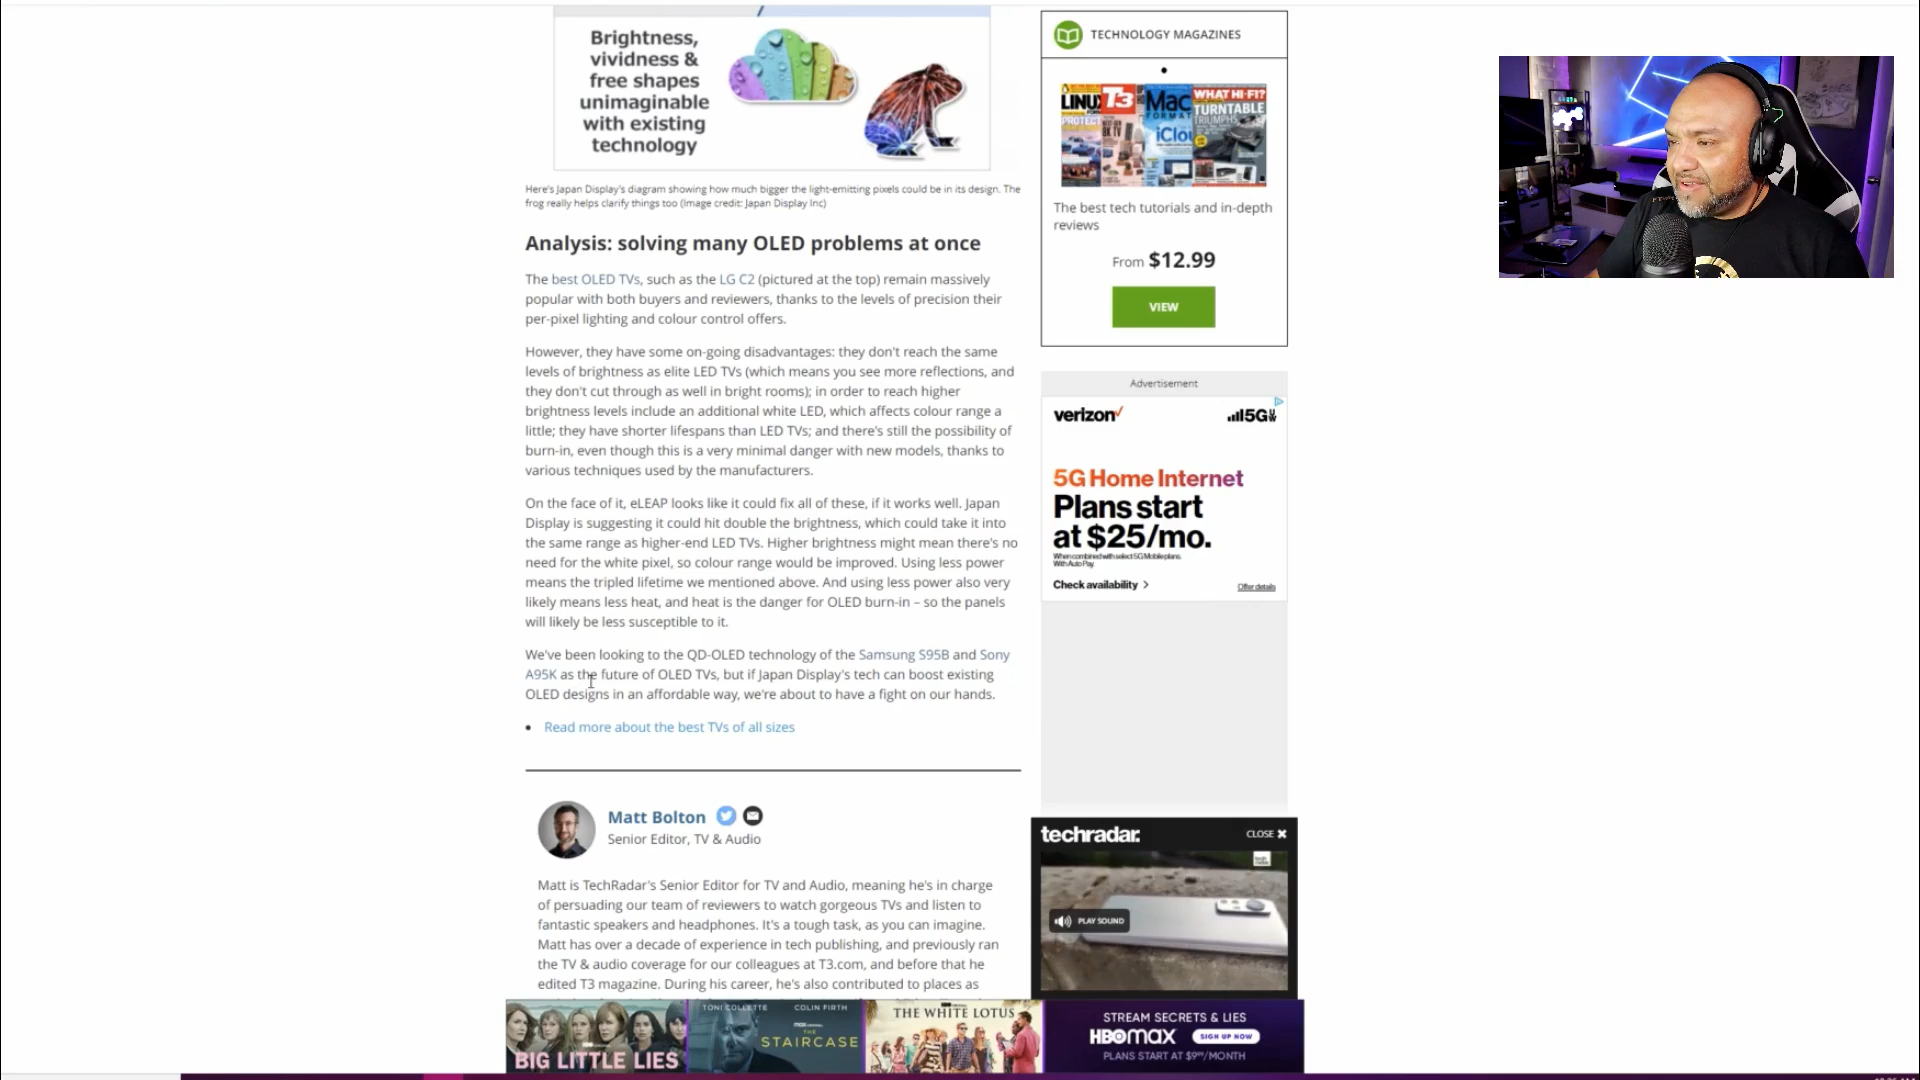 Brightness,
vividness &
free shapes
unimaginable
with existing
technology
Here's Japan Display's diagram showing how much bigger the light-emitting pixels could be in its design. The
frog really helps clarify things too (Image credit: Japan Display Inc)
Analysis: solving many OLED problems at once
The best OLED TVs, such as the LG C2 (pictured at the top) remain massively
popular with both buyers and reviewers, thanks to the levels of precision their
per-pixel lighting and colour control offers.
However, they have some on-going disadvantages: they don't reach the same
levels of brightness as elite LED TVs (which means you see more reflections, and
they don't cut through as well in bright rooms); in order to reach higher
brightness levels include an additional white LED, which affects colour range a
little; they have shorter lifespans than LED TVs; and there's still the possibility of
burn-in, even though this is a very minimal danger with new models, thanks to
various techniques used by the manufacturers.
On the face of it, eLEAP looks like it could fix all of these, if it works well. Japan
Display is suggesting it could hit double the brightness, which could take it into
the same range as higher-end LED TVs. Higher brightness might mean there's no
need for the white pixel, so colour range would be improved. Using less power
means the tripled lifetime we mentioned above. And using less power also very
likely means less heat, and heat is the danger for OLED burn-in – so the panels
will likely be less susceptible to it.
We've been looking to the QD-OLED technology of the Samsung S95B and Sony
A95K as the future of OLED TVs, but if Japan Display's tech can boost existing
OLED designs in an affordable way, we're about to have a fight on our hands.
• Read more about the best TVs of all sizes
Matt Bolton
Senior Editor, TV & Audio
Matt is TechRadar's Senior Editor for TV and Audio, meaning he's in charge
of persuading our team of reviewers to watch gorgeous TVs and listen to
fantastic speakers and headphones. It's a tough task, as you can imagine.
Matt has over a decade of experience in tech publishing, and previously ran
the TV & audio coverage for our colleagues at T3.com, and before that he
edited T3 magazine. During his career, he's also contributed to places as
TECHNOLOGY MAGAZINES
T3
Mac
FORMAT
WHAT HI-FI?
TURNTABLE
TRIUMPHS
The best tech tutorials and in-depth
reviews
From $12.99
VIEW
Advertisement
verizon
5G
5G Home Internet
Plans start
at $25/mo.
When combined with select 5G Mobile plans.
With Auto Pay.
Check availability >
Offer details
techradar.
CLOSE ✖
PLAY SOUND
BIG LITTLE LIES
TONI COLLETTE COLIN FIRTH
THE
STAIRCASE
THE WHITE LOTUS
STREAM SECRETS & LIES
HBOMAX SIGN UP NOW
PLANS START AT $9.99/MONTH